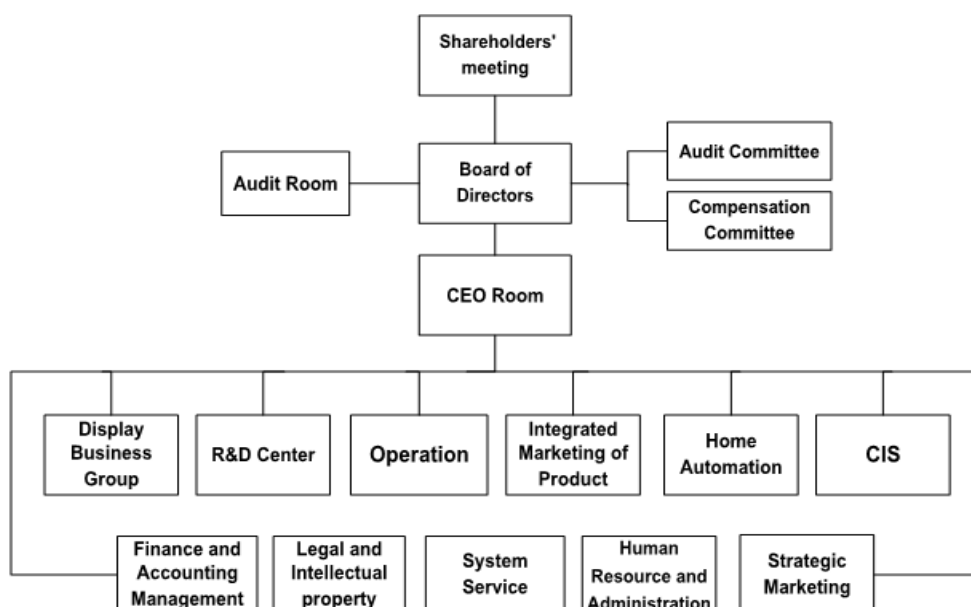 Shareholders'
meeting
Audit Room
Board of
Directors
Audit Committee
Compensation
Committee
CEO Room
Display
Business
Group
R&D Center
Operation
Integrated
Marketing of
Product
Home
Automation
CIS
Finance and
Accounting
Management
Legal and
Intellectual
property
System
Service
Human
Resource and
Administration
Strategic
Marketing